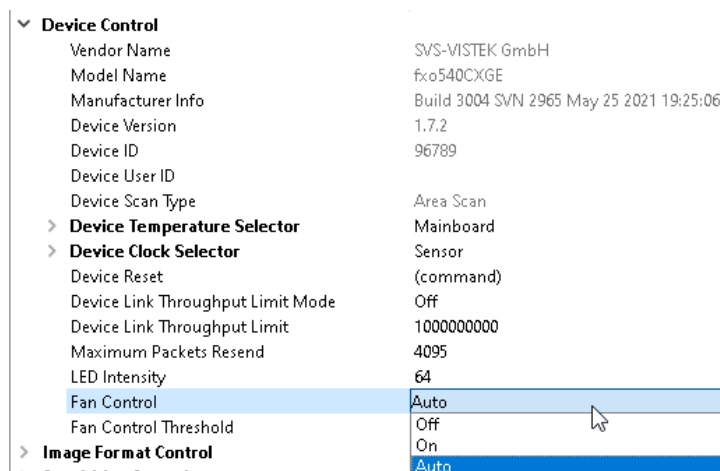 Device Control
Vendor Name SVS-VISTEK GmbH
Model Name fxo540CXGE
Manufacturer Info Build 3004 SVN 2965 May 25 2021 19:25:06
Device Version 1.7.2
Device ID 96789
Device User ID
Device Scan Type Area Scan
Device Temperature Selector Mainboard
Device Clock Selector Sensor
Device Reset (command)
Device Link Throughput Limit Mode Off
Device Link Throughput Limit 1000000000
Maximum Packets Resend 4095
LED Intensity 64
Fan Control Auto
Fan Control Threshold Off
On
Image Format Control
Auto